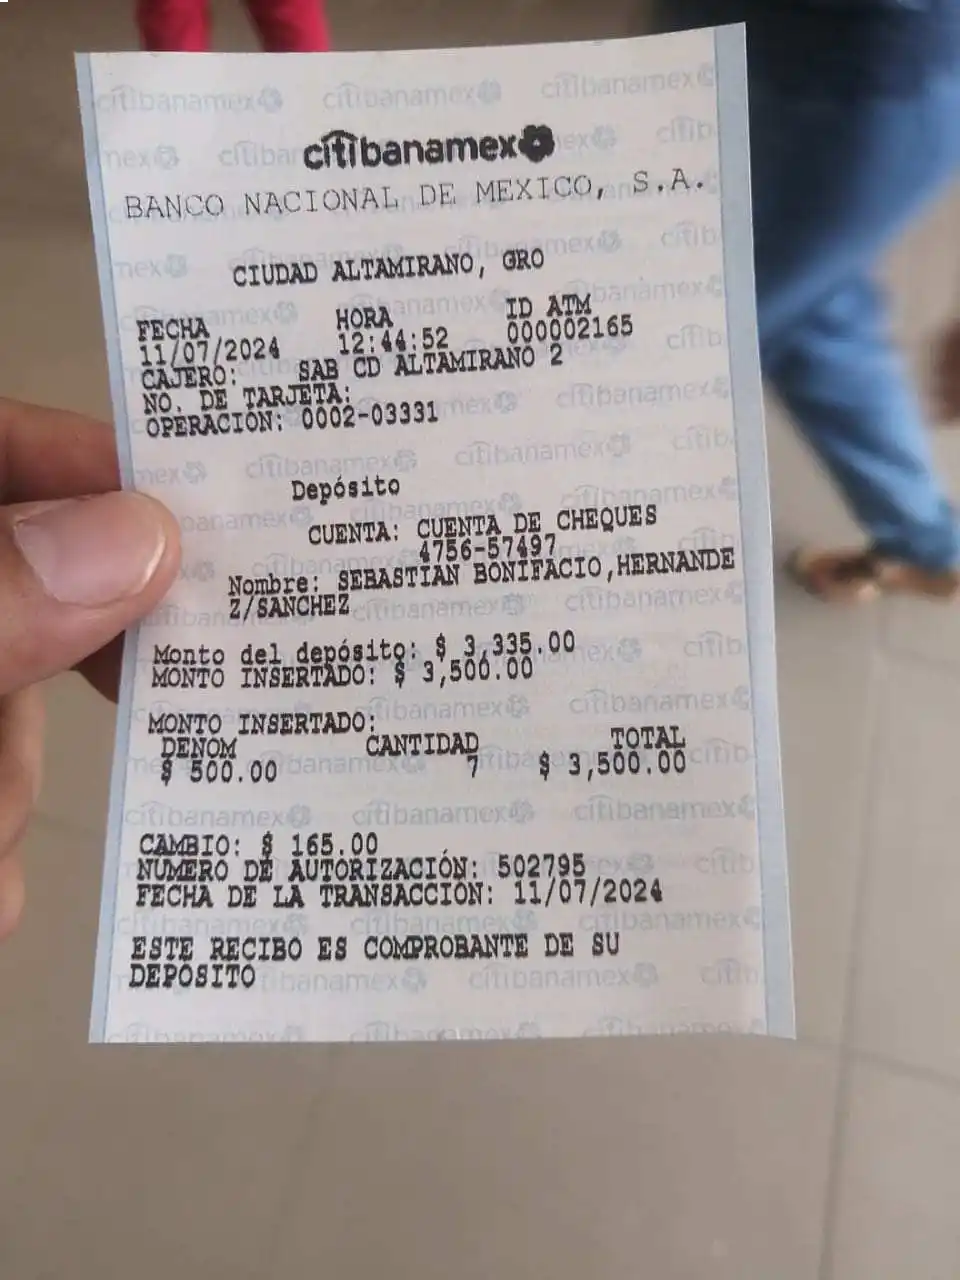 citibanamex
BANCO NACIONAL DE MEXICO, S.A.
CIUDAD ALTAMIRANO, GRO
FECHA HORA ID ATM
11/07/2024 12:44:52 000002165
CAJERO: SAB CD ALTAMIRANO 2
NO. DE TARJETA:
OPERACION: 0002-03331
Depósito
CUENTA: CUENTA DE CHEQUES
4756-57497
Nombre: SEBASTIAN BONIFACIO,HERNANDE
Z/SANCHEZ
Monto del depósito: $ 3,335.00
MONTO INSERTADO: $ 3,500.00
MONTO INSERTADO:
DENOM CANTIDAD TOTAL
$ 500.00 7 $ 3,500.00
CAMBIO: $ 165.00
NUMERO DE AUTORIZACIÓN: 502795
FECHA DE LA TRANSACCIÓN: 11/07/2024
ESTE RECIBO ES COMPROBANTE DE SU
DEPÓSITO